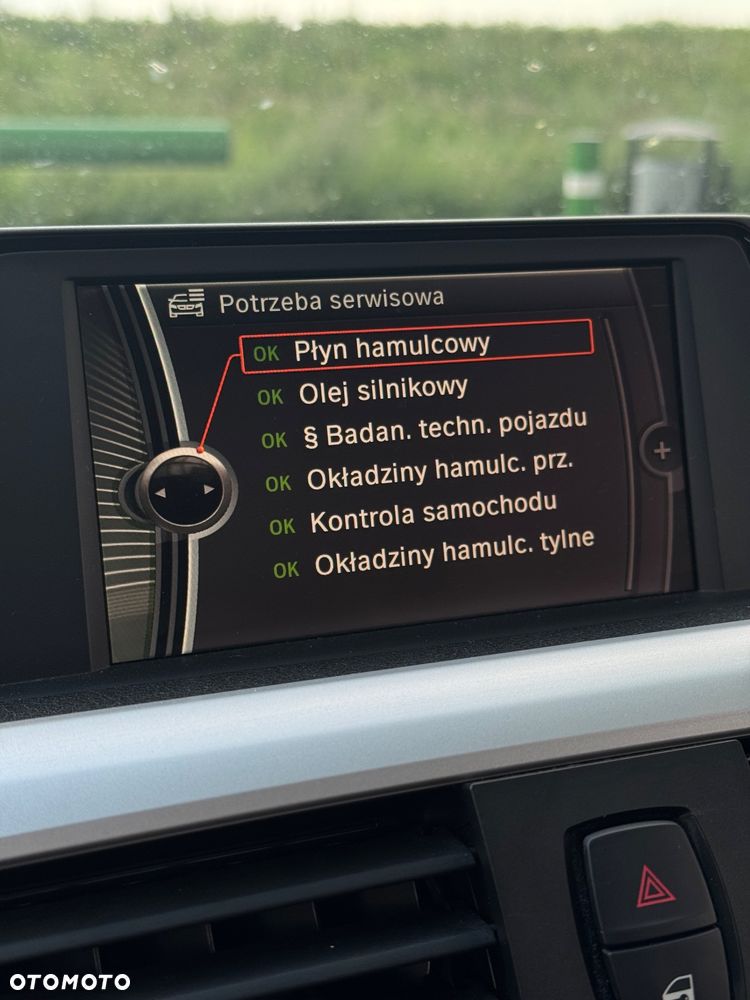 Potrzeba serwisowa
OK Płyn hamulcowy
OK Olej silnikowy
OK § Badan. techn. pojazdu
OK Okładziny hamulc. prz.
OK Kontrola samochodu
OK Okładziny hamulc. tylne
OTOMOTO